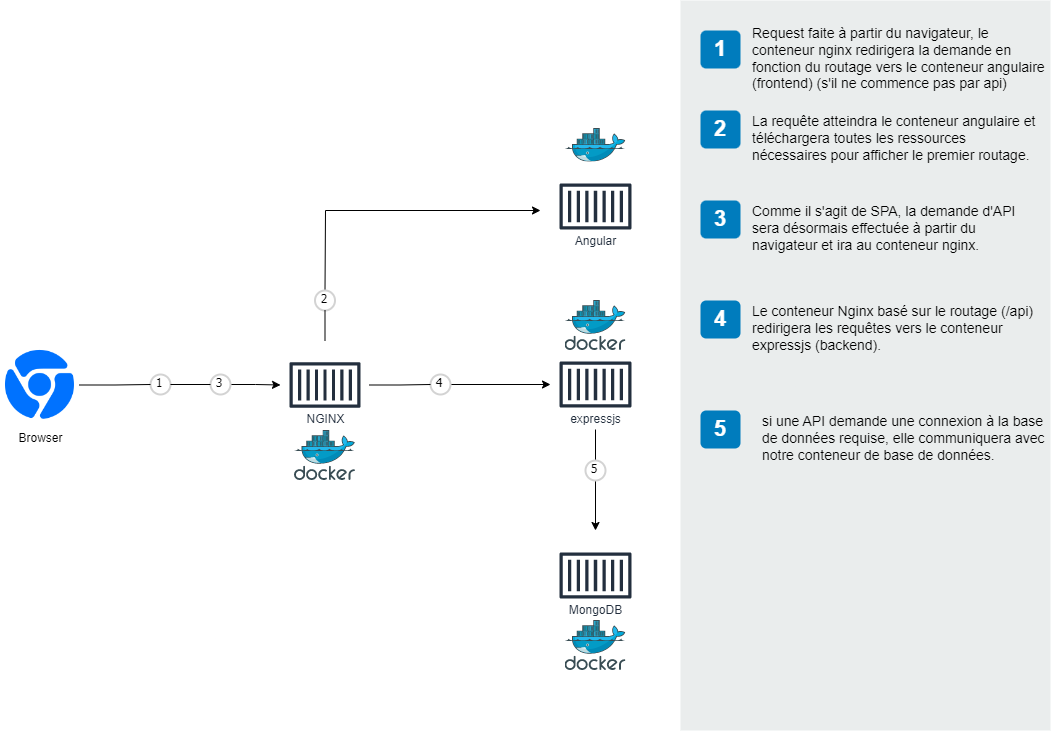 1
Request faite à partir du navigateur, le
conteneur nginx redirigera la demande en
fonction du routage vers le conteneur angulaire
(frontend) (s'il ne commence pas par api)
2
La requête atteindra le conteneur angulaire et
téléchargera toutes les ressources
nécessaires pour afficher le premier routage.
3
Comme il s'agit de SPA, la demande d'API
sera désormais effectuée à partir du
navigateur et ira au conteneur nginx.
4
Le conteneur Nginx basé sur le routage (/api)
redirigera les requêtes vers le conteneur
expressjs (backend).
5
si une API demande une connexion à la base
de données requise, elle communiquera avec
notre conteneur de base de données.
Angular
2
docker
1
3
4
Browser
NGINX
docker
expressjs
5
MongoDB
docker